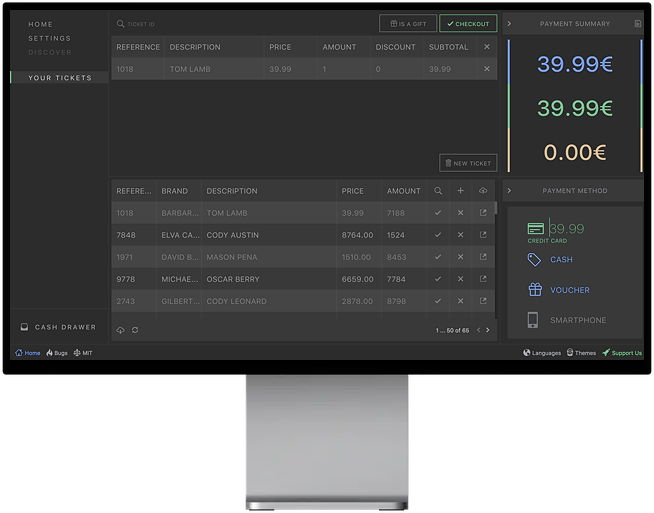 HOME
SETTINGS
DISCOVER
YOUR TICKETS
CASH DRAWER
TICKET ID
IS A GIFT
CHECKOUT
REFERENCE DESCRIPTION PRICE AMOUNT DISCOUNT SUBTOTAL
1018 TOM LAMB 39.99 1 0 39.99
NEW TICKET
REFERE... BRAND DESCRIPTION PRICE AMOUNT
1018 BARBAR... TOM LAMB 39.99 7188
7848 ELVA CA... CODY AUSTIN 8764.00 1524
1971 DAVID B... MASON PENA 1510.00 8453
9778 MICHAE... OSCAR BERRY 6659.00 7784
2743 GILBERT... CODY LEONARD 2878.00 8798
1 ... 50 of 65
PAYMENT SUMMARY
39.99€
39.99€
0.00€
PAYMENT METHOD
39.99
CREDIT CARD
CASH
VOUCHER
SMARTPHONE
Home Bugs MIT
Languages Themes Support Us